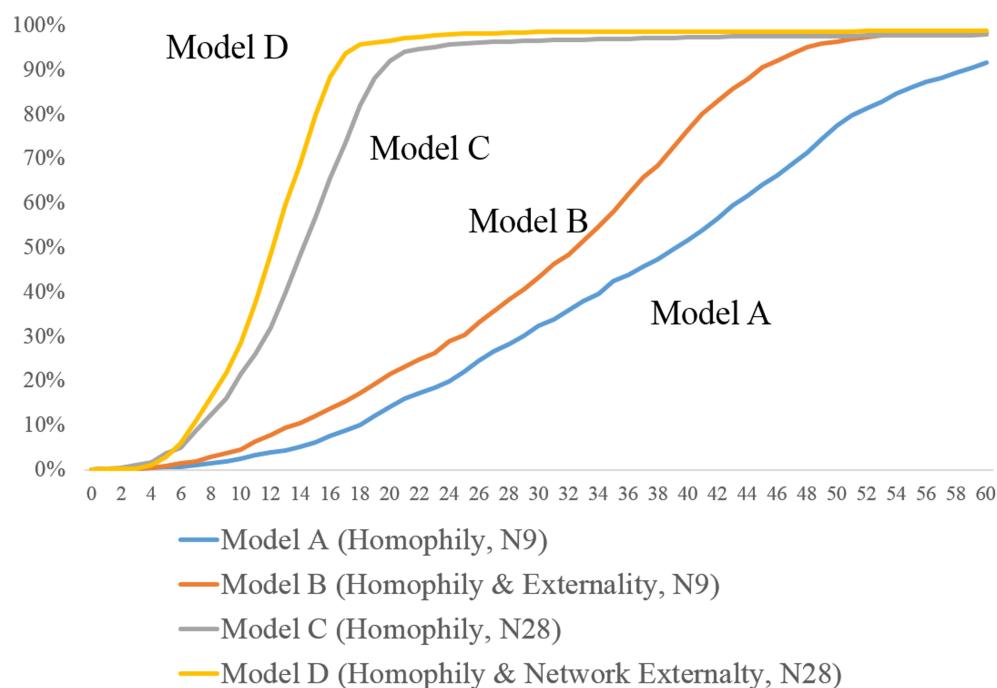 100%
90%
80%
70%
60%
50%
40%
30%
20%
10%
0%
Model D
Model C
Model B
Model A
0 2 4 6 8 10 12 14 16 18 20 22 24 26 28 30 32 34 36 38 40 42 44 46 48 50 52 54 56 58 60
Model A (Homophily, N9)
Model B (Homophily & Externality, N9)
Model C (Homophily, N28)
Model D (Homophily & Network Externalty, N28)